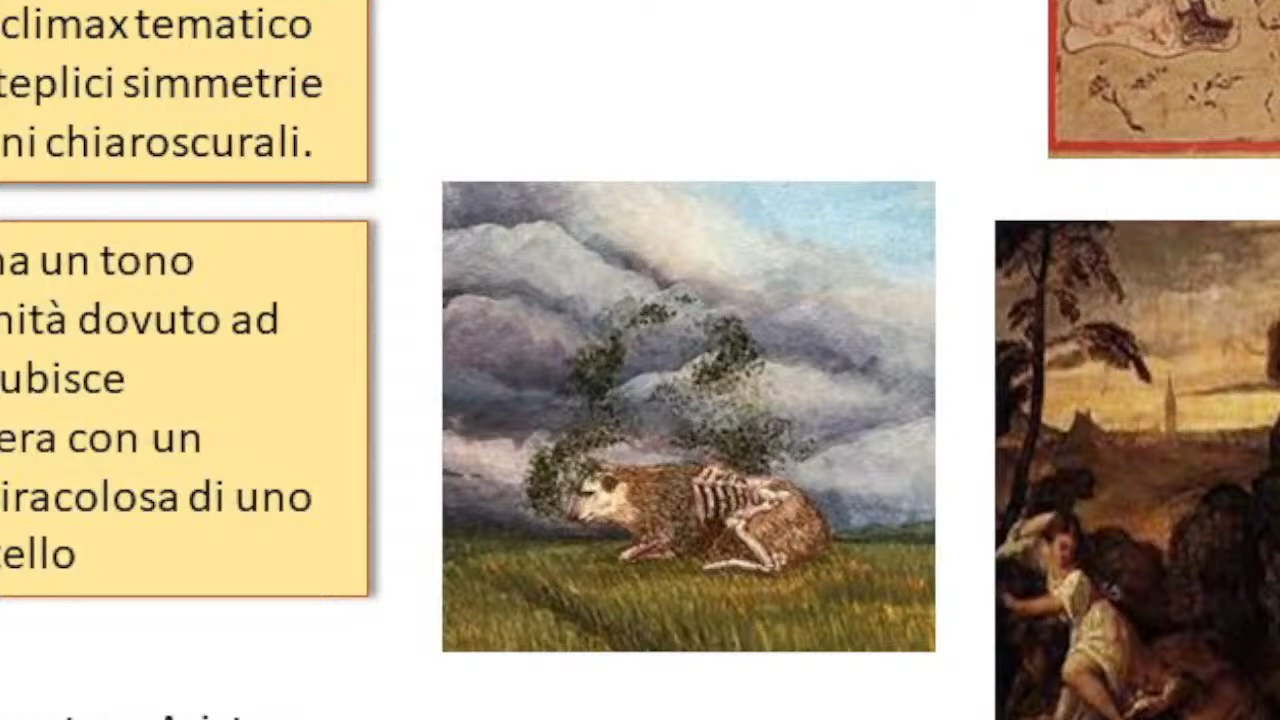 climax tematico
teplici simmetrie
ni chiaroscurali.
na un tono
nità dovuto ad
ubisce
era con un
iracolosa di uno
tello